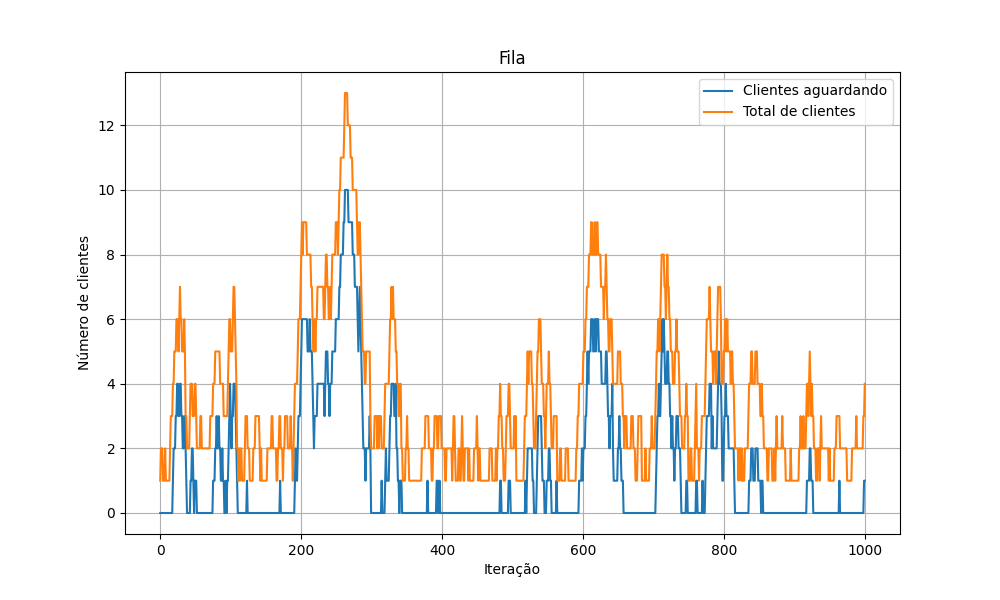 Fila
Clientes aguardando
Total de clientes
12
10
8
6
4
2
0
Número de clientes
0 200 400 600 800 1000
Iteração